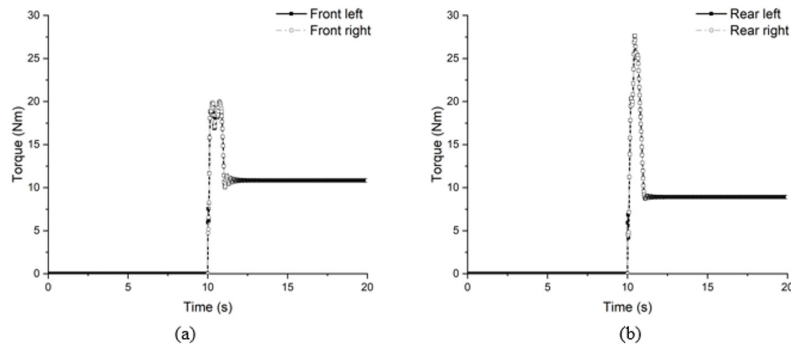 Front left
Front right
30
25
20
15
10
5
0
Torque (Nm)
0 5 10 15 20
Time (s)
(a)
Rear left
Rear right
30
25
20
15
10
5
0
Torque (Nm)
0 5 10 15 20
Time (s)
(b)